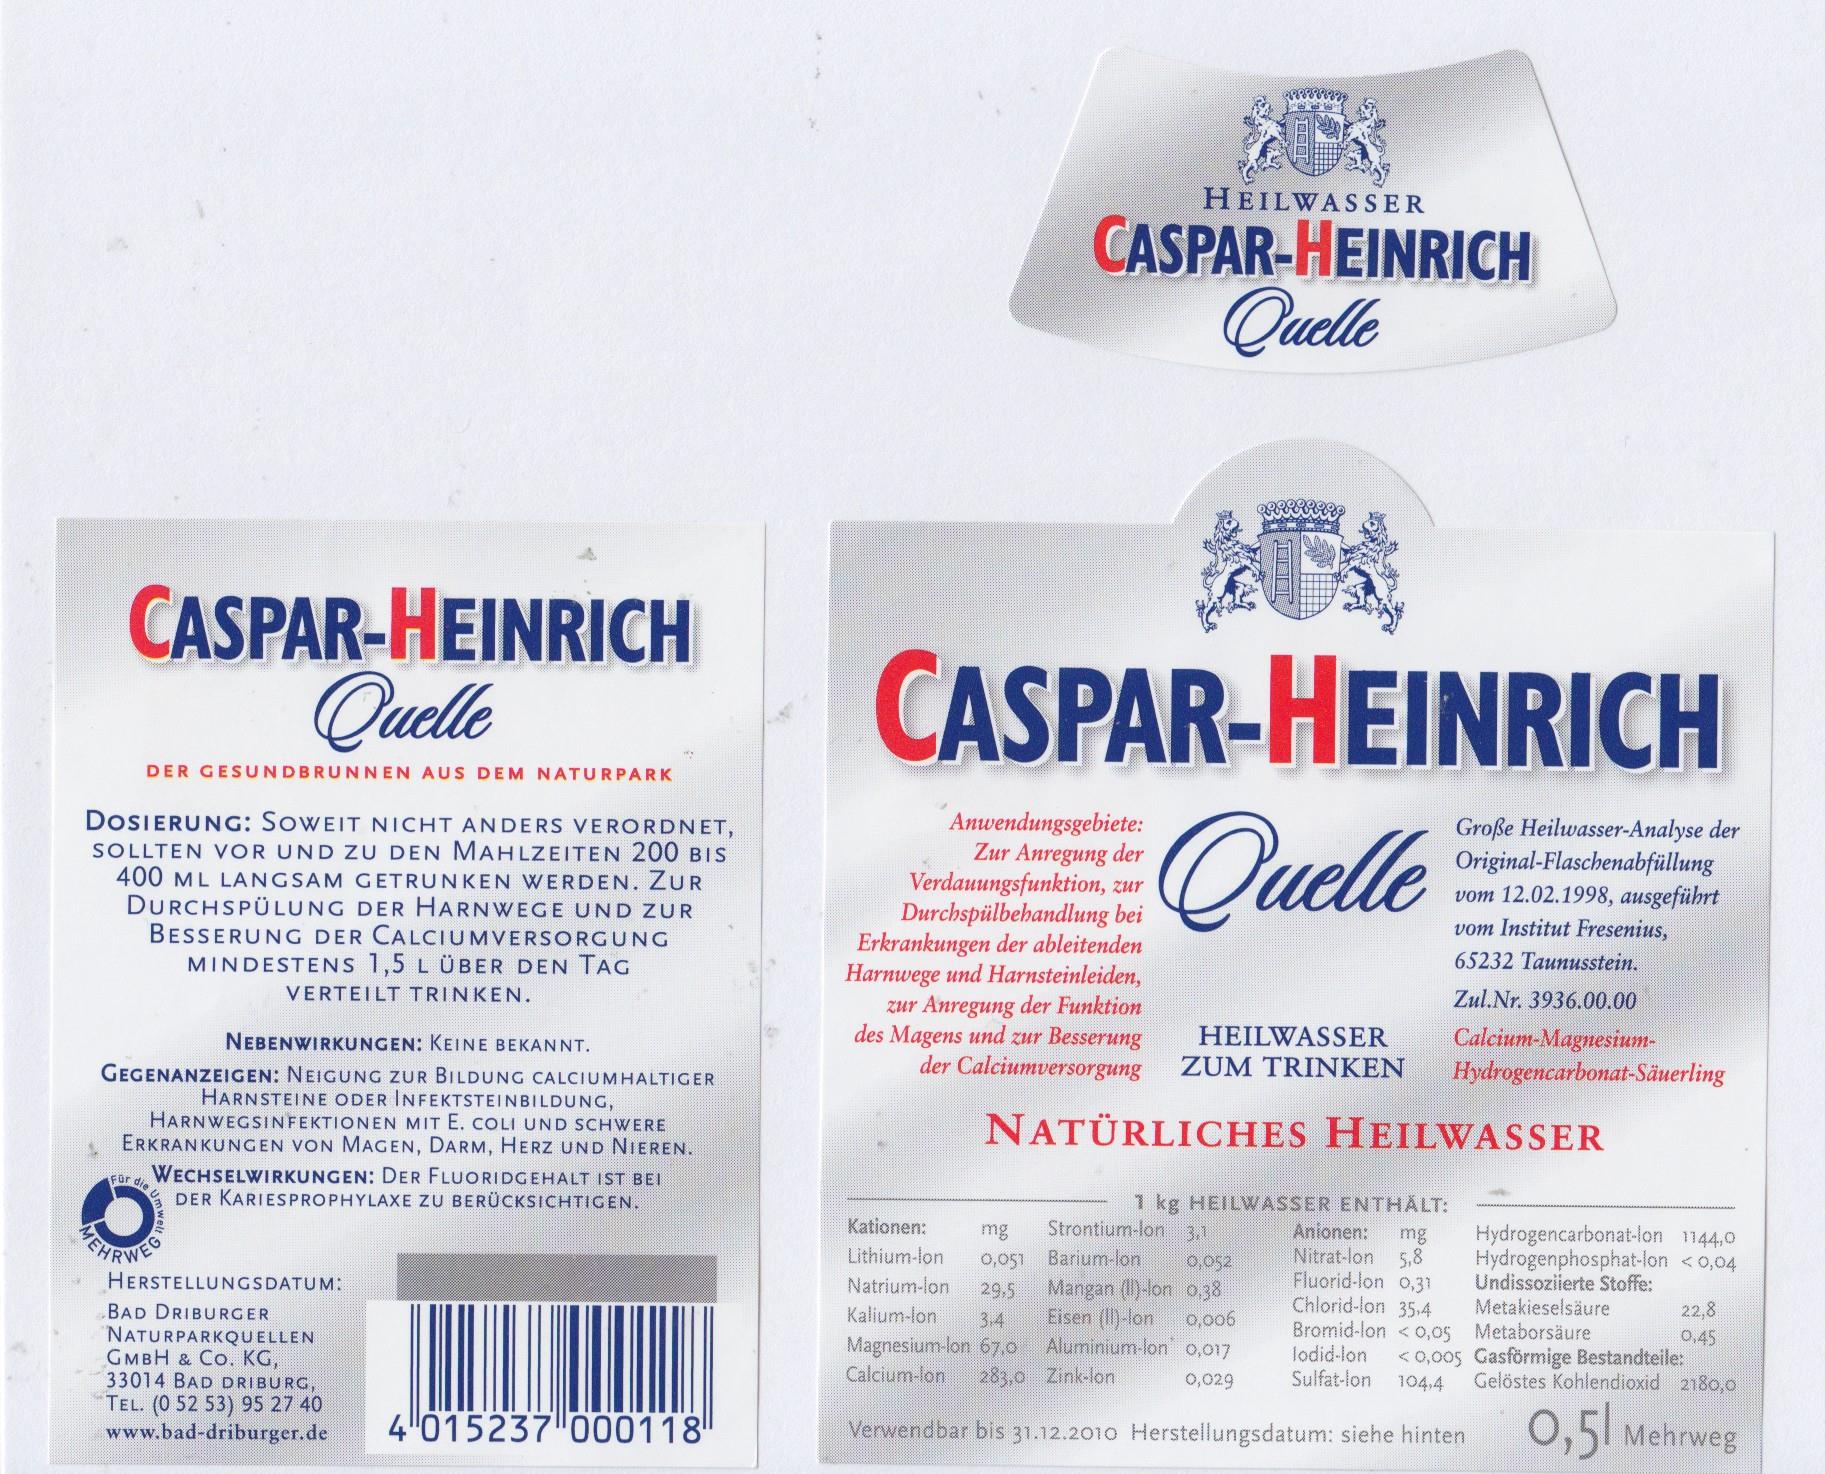 HEILWASSER
CASPAR-HEINRICH
Quelle
CASPAR-HEINRICH
Quelle
DER GESUNDBRUNNEN AUS DEM NATURPARK
DOSIERUNG: SOWEIT NICHT ANDERS VERORDNET,
SOLLTEN VOR UND ZU DEN MAHLZEITEN 200 BIS
400 ML LANGSAM GETRUNKEN WERDEN. ZUR
DURCHSPÜLUNG DER HARNWEGE UND ZUR
BESSERUNG DER CALCIUMVERSORGUNG
MINDESTENS 1,5 L ÜBER DEN TAG
VERTEILT TRINKEN.
NEBENWIRKUNGEN: KEINE BEKANNT.
GEGENANZEIGEN: NEIGUNG ZUR BILDUNG CALCIUMHALTIGER
HARNSTEINE ODER INFEKTSTEINBILDUNG,
HARNWEGSINFEKTIONEN MIT E. COLI UND SCHWERE
ERKRANKUNGEN VON MAGEN, DARM, HERZ UND NIEREN.
WECHSELWIRKUNGEN: DER FLUORIDGEHALT IST BEI
DER KARIESPROPHYLAXE ZU BERÜCKSICHTIGEN.
Für die Umwelt
MEHRWEG
HERSTELLUNGSDATUM:
BAD DRIBURGER
NATURPARKQUELLEN
GMBH & CO. KG,
33014 BAD DRIBURG,
TEL. (0 52 53) 95 27 40
www.bad-driburger.de
4 015237 000118
CASPAR-HEINRICH
Quelle
Anwendungsgebiete:
Zur Anregung der
Verdauungsfunktion, zur
Durchspülbehandlung bei
Erkrankungen der ableitenden
Harnwege und Harnsteinleiden,
zur Anregung der Funktion
des Magens und zur Besserung
der Calciumversorgung
HEILWASSER
ZUM TRINKEN
Große Heilwasser-Analyse der
Original-Flaschenabfüllung
vom 12.02.1998, ausgeführt
vom Institut Fresenius,
65232 Taunusstein.
Zul.Nr. 3936.00.00
Calcium-Magnesium-
Hydrogencarbonat-Säuerling
NATÜRLICHES HEILWASSER
1 kg HEILWASSER ENTHÄLT:
Kationen: mg
Lithium-Ion 0,051
Natrium-Ion 29,5
Kalium-Ion 3,4
Magnesium-Ion 67,0
Calcium-Ion 283,0
Strontium-Ion 3,1
Barium-Ion 0,052
Mangan (II)-Ion 0,38
Eisen (II)-Ion 0,006
Aluminium-Ion 0,017
Zink-Ion 0,029
Anionen: mg
Nitrat-Ion 5,8
Fluorid-Ion 0,31
Chlorid-Ion 35,4
Bromid-Ion < 0,05
Iodid-Ion < 0,005
Sulfat-Ion 104,4
Hydrogencarbonat-Ion 1144,0
Hydrogenphosphat-Ion < 0,04
Undissoziierte Stoffe:
Metakieselsäure 22,8
Metaborsäure 0,45
Gasförmige Bestandteile:
Gelöstes Kohlendioxid 2180,0
Verwendbar bis 31.12.2010 Herstellungsdatum: siehe hinten
0,5l Mehrweg